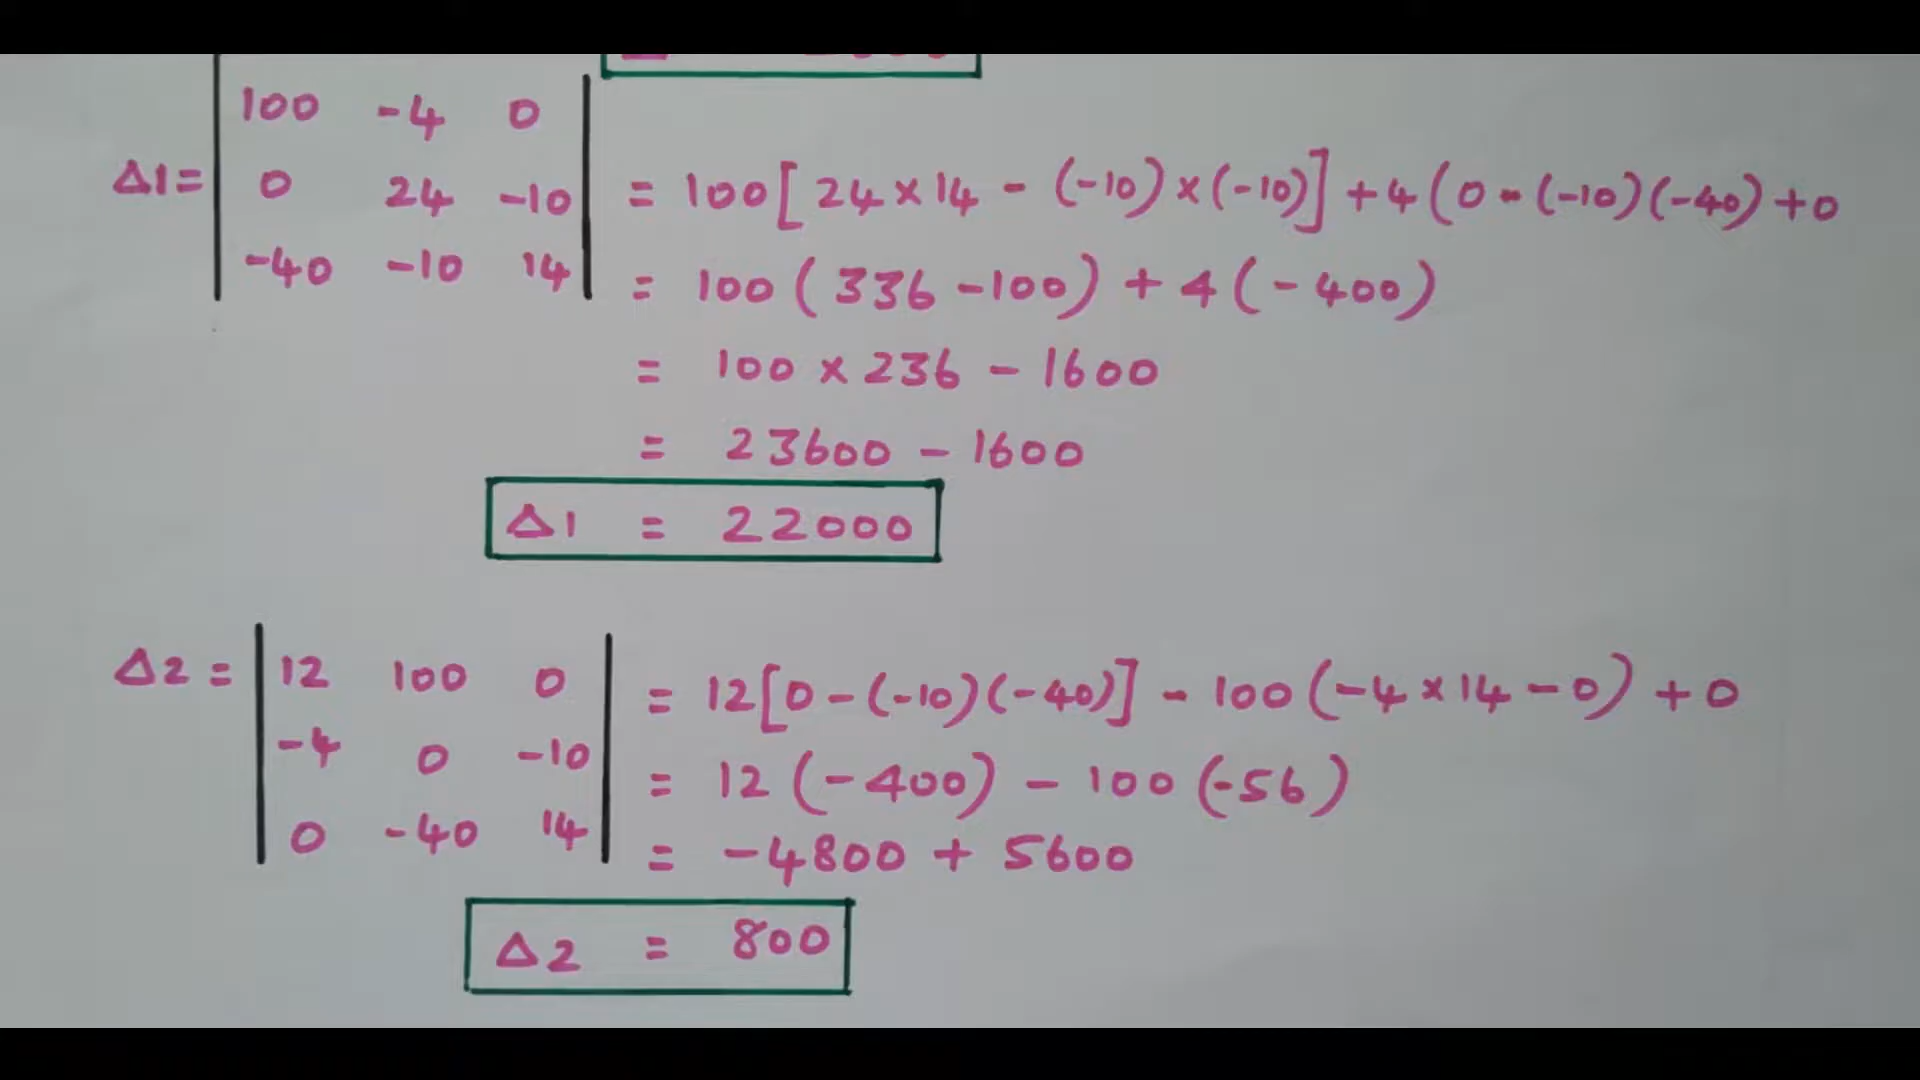 100 -4 0
Δ1 = 0 24 -10 = 100[24 × 14 - (-10) × (-10)] + 4(0 - (-10)(-40) + 0
-40 -10 14 = 100(336 - 100) + 4(-400)
= 100 × 236 - 1600
= 23600 - 1600
Δ1 = 22000
Δ2 = 12 100 0 = 12[0 - (-10)(-40)] - 100(-4 × 14 - 0) + 0
-4 0 -10 = 12(-400) - 100(-56)
0 -40 14 = -4800 + 5600
Δ2 = 800